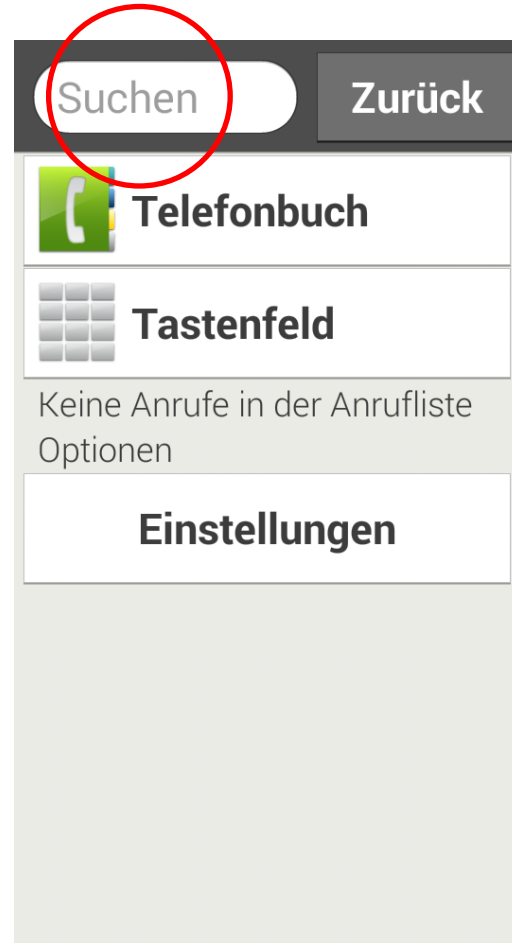 Suchen
Zurück
Telefonbuch
Tastenfeld
Keine Anrufe in der Anrufliste
Optionen
Einstellungen